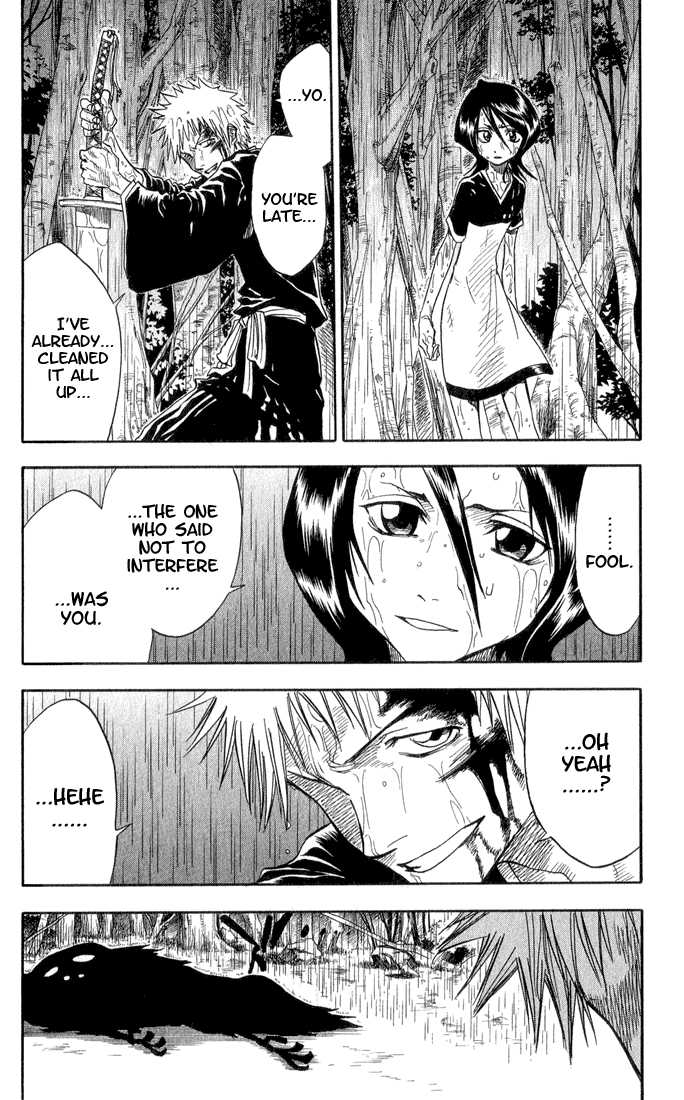 ...YO.
YOU'RE
LATE...
I'VE
ALREADY...
CLEANED
IT ALL
UP...
........
FOOL.
...THE ONE
WHO SAID
NOT TO
INTERFERE
...
...WAS
YOU.
...OH
YEAH
......?
...HEHE
......